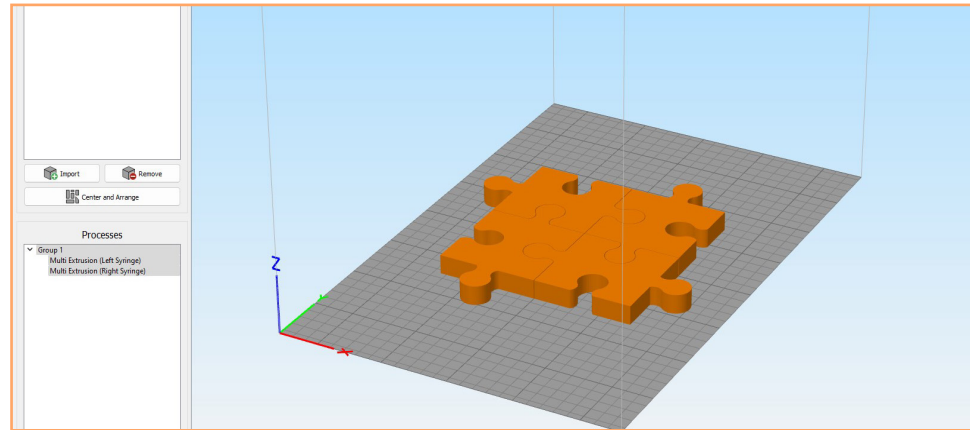 Import
Remove
Center and Arrange
Processes
Group 1
Multi Extrusion (Left Syringe)
Multi Extrusion (Right Syringe)
Z
X